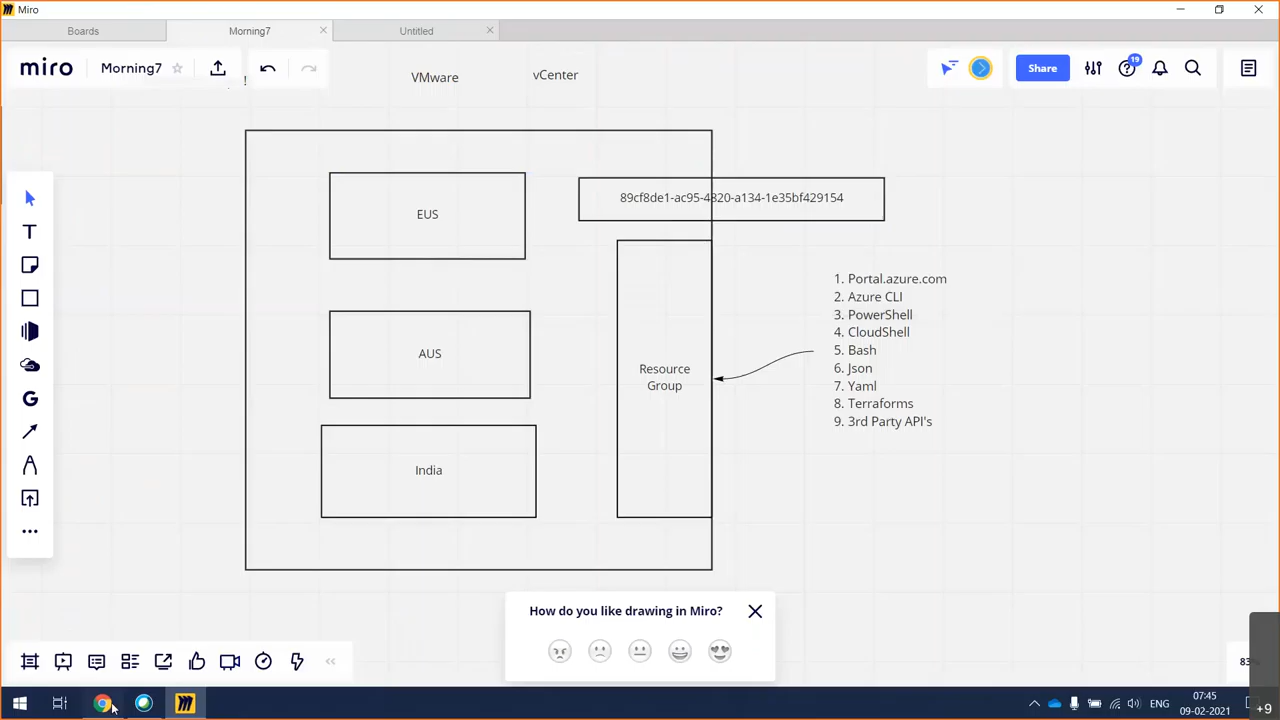 Miro
Boards
Morning7
Untitled
miro
Morning7
!
VMware
vCenter
Share
19
EUS
89cf8de1-ac95-4820-a134-1e35bf429154
AUS
India
Resource
Group
1. Portal.azure.com
2. Azure CLI
3. PowerShell
4. CloudShell
5. Bash
6. Json
7. Yaml
8. Terraforms
9. 3rd Party API's
How do you like drawing in Miro?
ENG
07:45
09-02-2021
+9